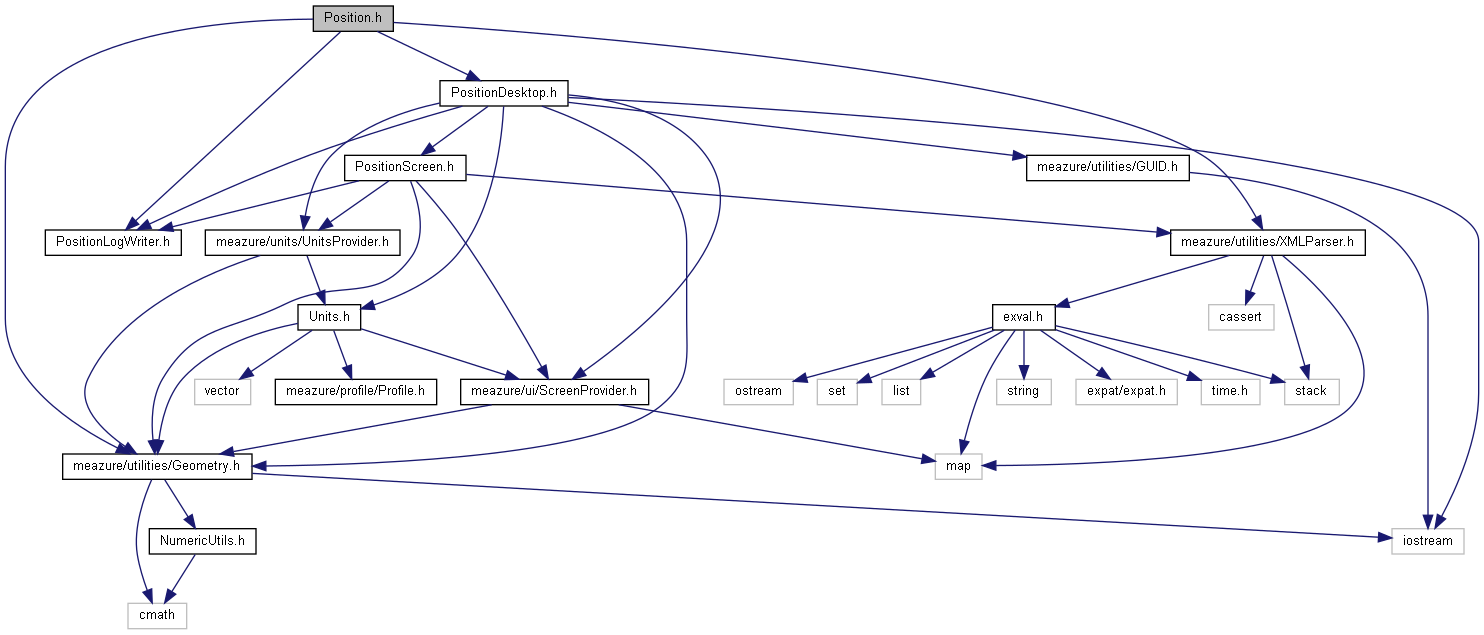 Position.h
PositionDesktop.h
PositionScreen.h
meazure/utilities/GUID.h
PositionLogWriter.h
meazure/units/UnitsProvider.h
meazure/utilities/XMLParser.h
Units.h
exval.h
cassert
vector
meazure/profile/Profile.h
meazure/ui/ScreenProvider.h
ostream
set
list
string
expat/expat.h
time.h
stack
meazure/utilities/Geometry.h
map
NumericUtils.h
iostream
cmath